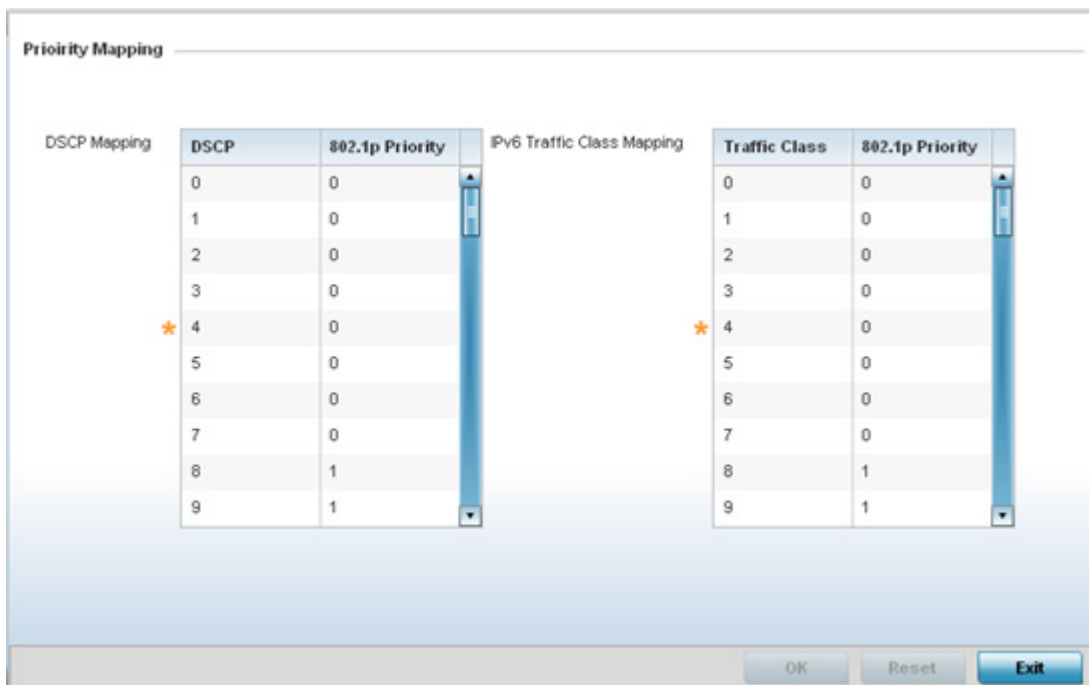 Prioirity Mapping
DSCP Mapping
DSCP 802.1p Priority
0 0
1 0
2 0
3 0
* 4 0
5 0
6 0
7 0
8 1
9 1
IPv6 Traffic Class Mapping
Traffic Class 802.1p Priority
0 0
1 0
2 0
3 0
* 4 0
5 0
6 0
7 0
8 1
9 1
OK Reset Exit